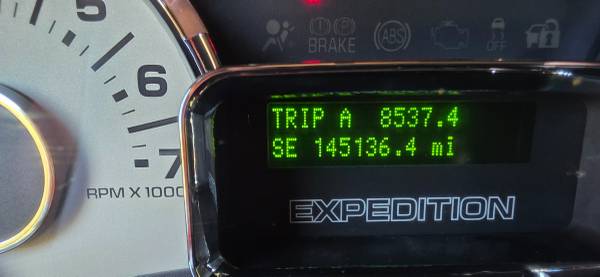 BRAKE
ABS
OFF
5
6
7
RPM X 1000
TRIP A 8537.4
SE 145136.4 mi
EXPEDITION